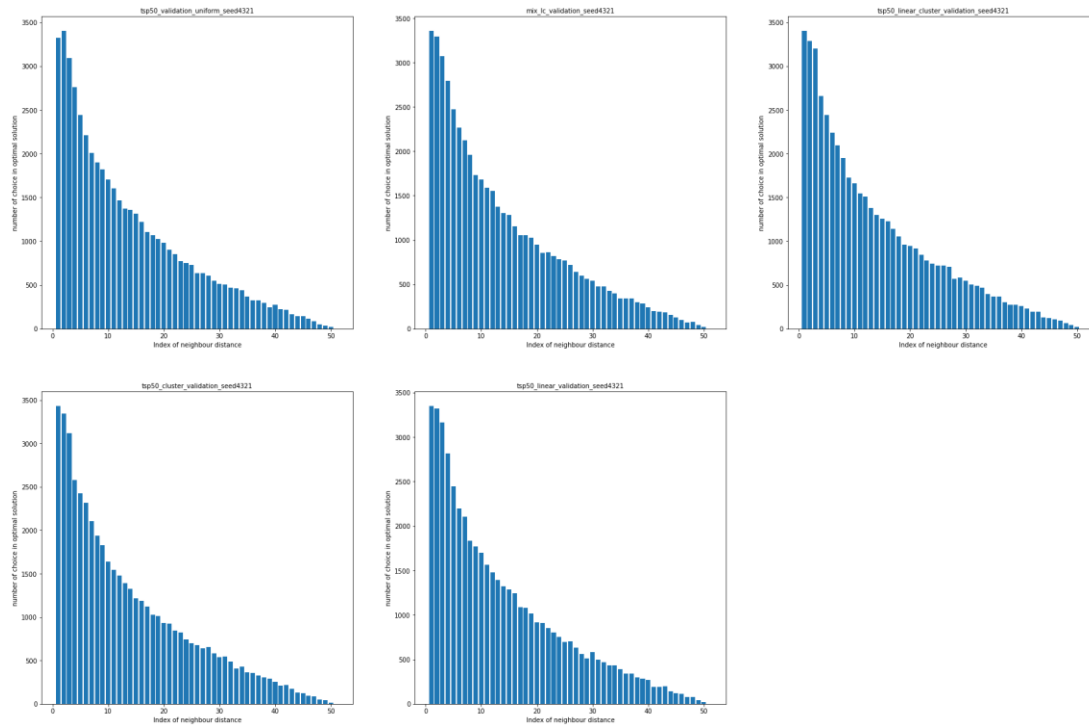 tsp50_validation_uniform_seed4321
number of choice in optimal solution
3500
3000
2500
2000
1500
1000
500
0
0 10 20 30 40 50
Index of neighbour distance
mix_lc_validation_seed4321
number of choice in optimal solution
3500
3000
2500
2000
1500
1000
500
0
0 10 20 30 40 50
Index of neighbour distance
tsp50_linear_cluster_validation_seed4321
number of choice in optimal solution
3500
3000
2500
2000
1500
1000
500
0
0 10 20 30 40 50
Index of neighbour distance
tsp50_cluster_validation_seed4321
number of choice in optimal solution
3500
3000
2500
2000
1500
1000
500
0
0 10 20 30 40 50
Index of neighbour distance
tsp50_linear_validation_seed4321
number of choice in optimal solution
3500
3000
2500
2000
1500
1000
500
0
0 10 20 30 40 50
Index of neighbour distance